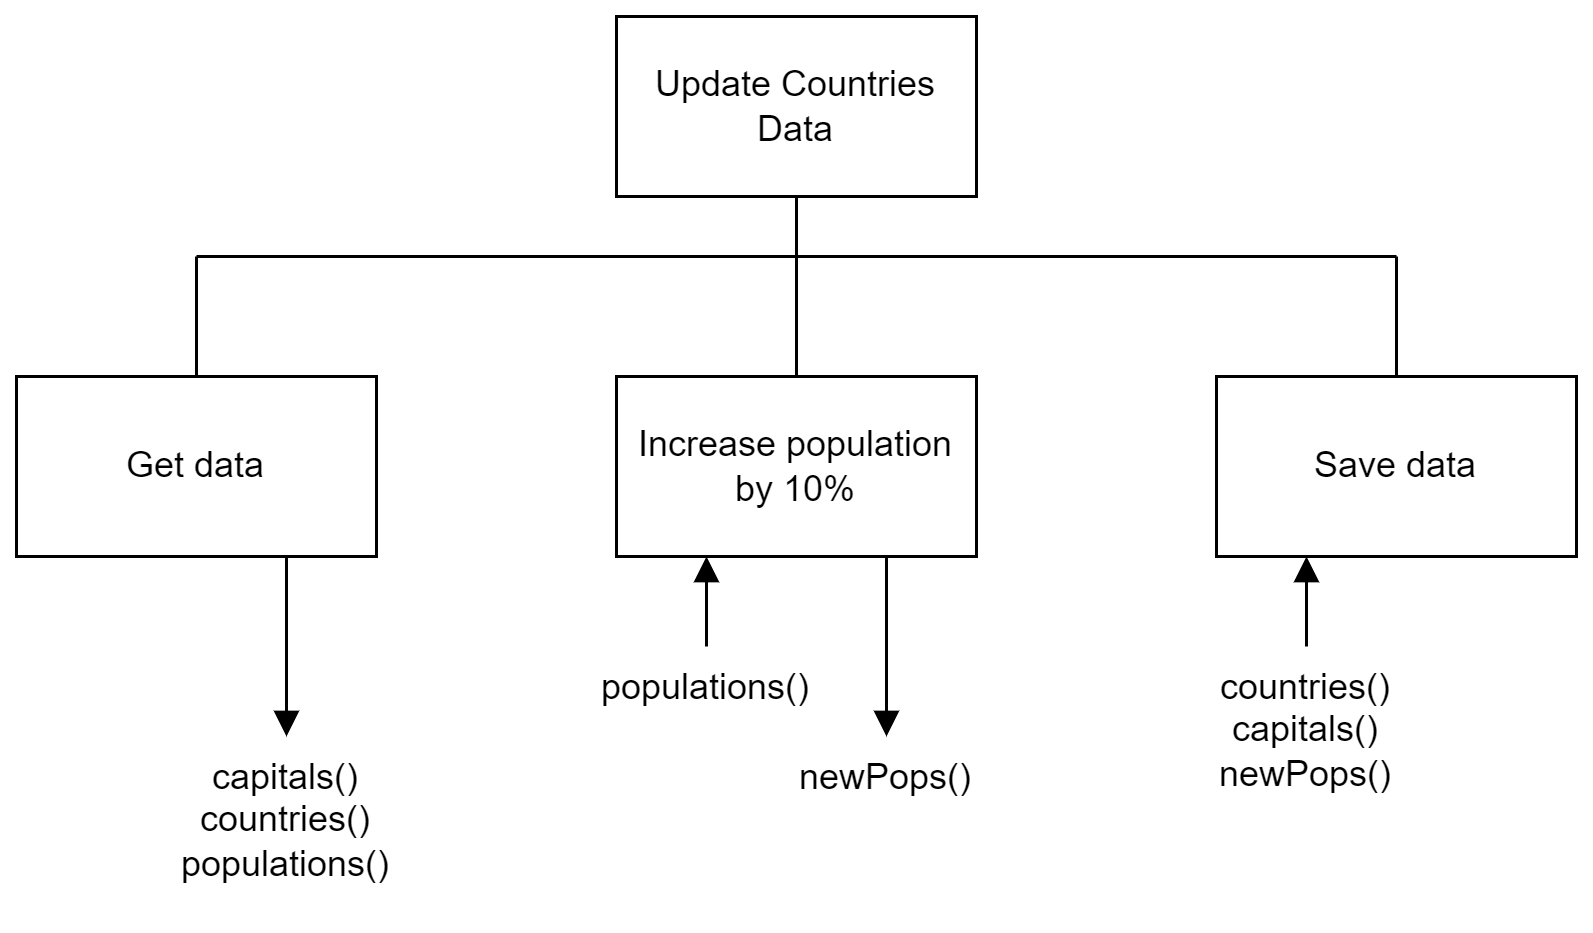 Update Countries
Data
Get data
Increase population
by 10%
Save data
populations()
countries()
capitals()
newPops()
capitals()
countries()
populations()
newPops()